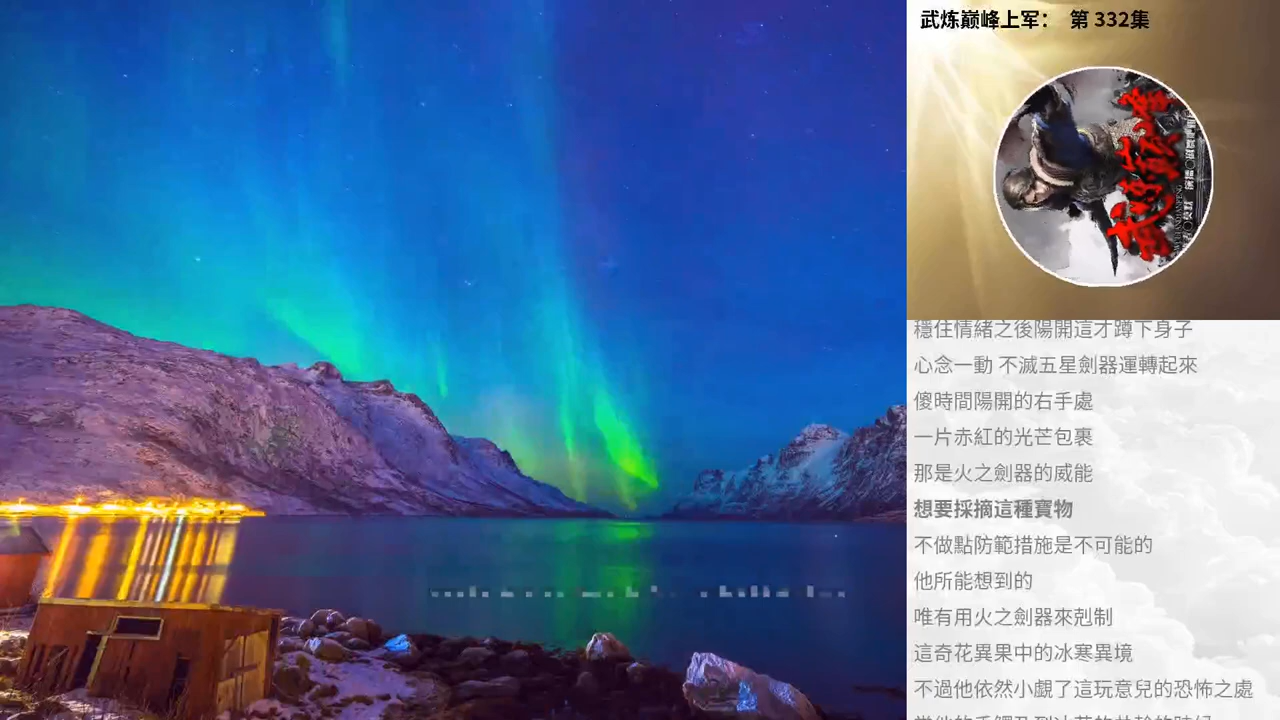 武炼巅峰上军： 第 332集
穩住情緒之後陽開這才蹲下身子
心念一動 不滅五星劍器運轉起來
傻時間陽開的右手處
一片赤紅的光芒包裹
那是火之劍器的威能
想要採摘這種寶物
不做點防範措施是不可能的
他所能想到的
唯有用火之劍器來剋制
這奇花異果中的冰寒異境
不過他依然小覷了這玩意兒的恐怖之處